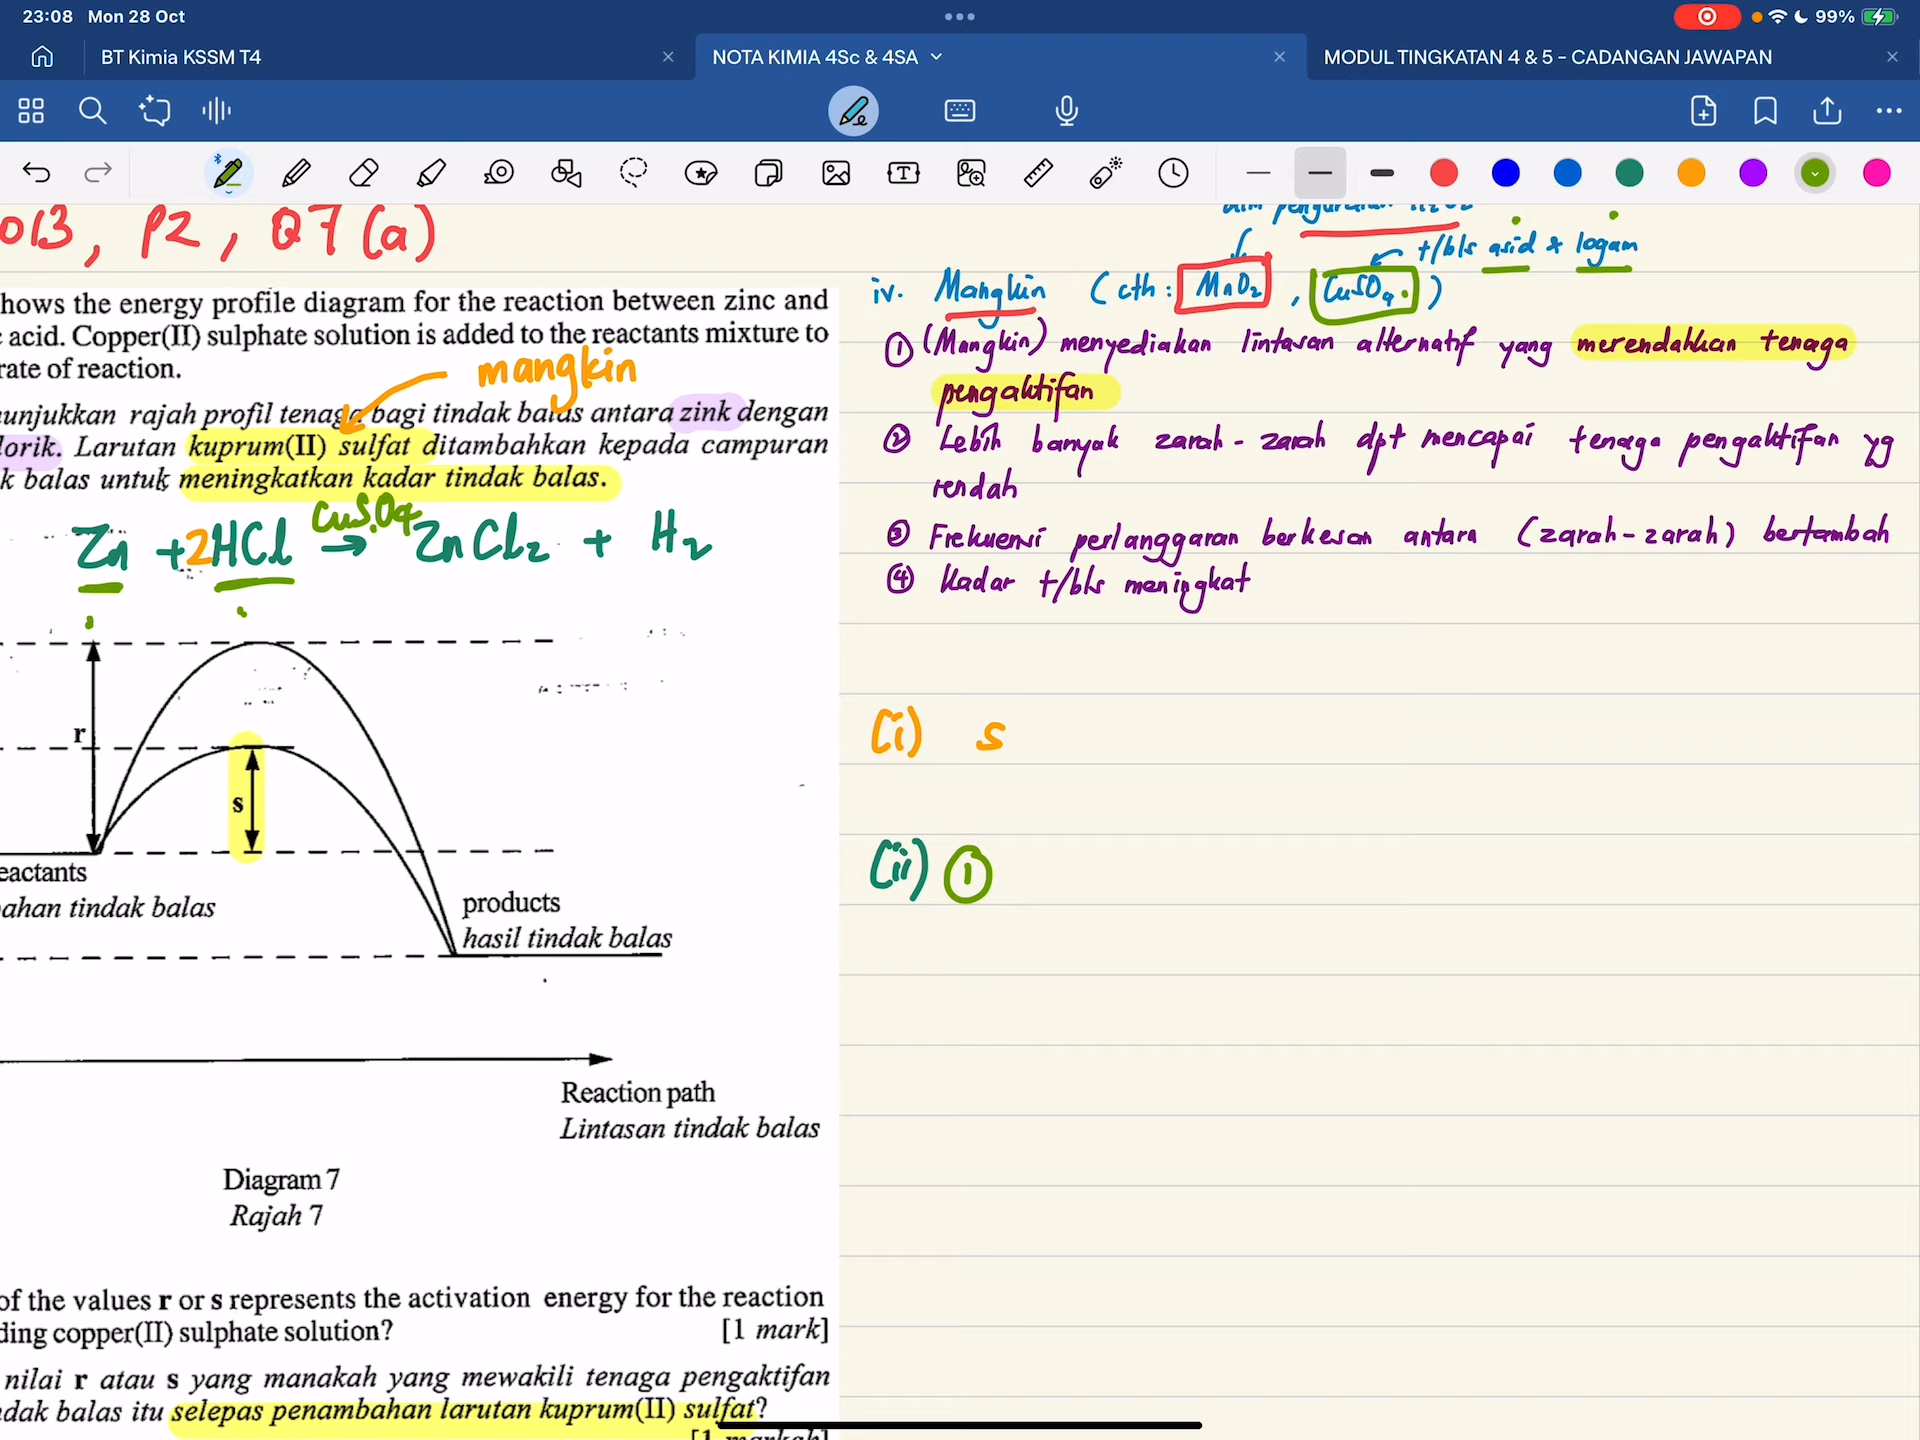 23:08 Mon 28 Oct
99%
BT Kimia KSSM T4
NOTA KIMIA 4Sc & 4SA
MODUL TINGKATAN 4 & 5 - CADANGAN JAWAPAN
013, P2, Q7 (a)
hows the energy profile diagram for the reaction between zinc and
c acid. Copper(II) sulphate solution is added to the reactants mixture to
rate of reaction.
mangkin
unjukkan rajah profil tenaga bagi tindak balas antara zink dengan
lorik. Larutan kuprum(II) sulfat ditambahkan kepada campuran
k balas untuk meningkatkan kadar tindak balas.
CuSO4
Zn + 2HCl → ZnCl2 + H2
r
s
eactants
ahan tindak balas
products
hasil tindak balas
Reaction path
Lintasan tindak balas
Diagram 7
Rajah 7
of the values r or s represents the activation energy for the reaction
ding copper(II) sulphate solution?
[1 mark]
nilai r atau s yang manakah yang mewakili tenaga pengaktifan
ndak balas itu selepas penambahan larutan kuprum(II) sulfat?
[1 markah]
t/bls asid & logam
iv. Mangkin (cth: MnO2, CuSO4)
① (Mangkin) menyediakan lintasan alternatif yang merendahkan tenaga
pengaktifan
② Lebih banyak zarah-zarah dpt mencapai tenaga pengaktifan yg
rendah
③ Frekuensi perlanggaran berkesan antara (zarah-zarah) bertambah
④ Kadar t/bls meningkat
(i) s
(ii) ①